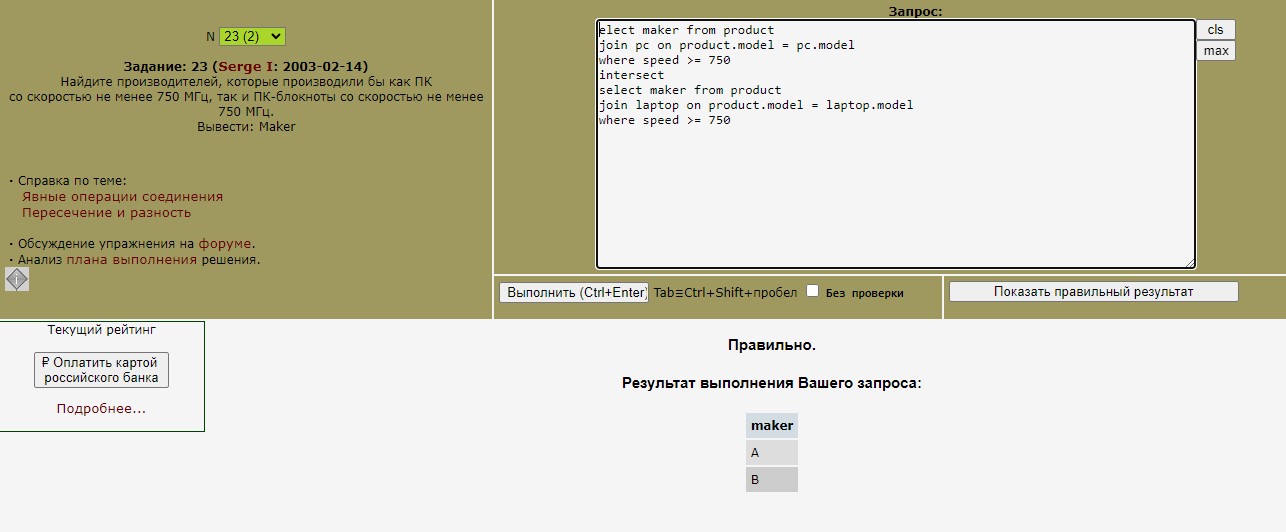 N 23 (2)
Задание: 23 (Serge I: 2003-02-14)
Найдите производителей, которые производили бы как ПК
со скоростью не менее 750 МГц, так и ПК-блокноты со скоростью не менее
750 МГц.
Вывести: Maker
· Справка по теме:
Явные операции соединения
Пересечение и разность
· Обсуждение упражнения на форуме.
· Анализ плана выполнения решения.
Запрос:
elect maker from product
join pc on product.model = pc.model
where speed >= 750
intersect
select maker from product
join laptop on product.model = laptop.model
where speed >= 750
cls
max
Выполнить (Ctrl+Enter) Tab≡Ctrl+Shift+пробел Без проверки
Показать правильный результат
Текущий рейтинг
₽ Оплатить картой
российского банка
Подробнее...
Правильно.
Результат выполнения Вашего запроса:
maker
A
B